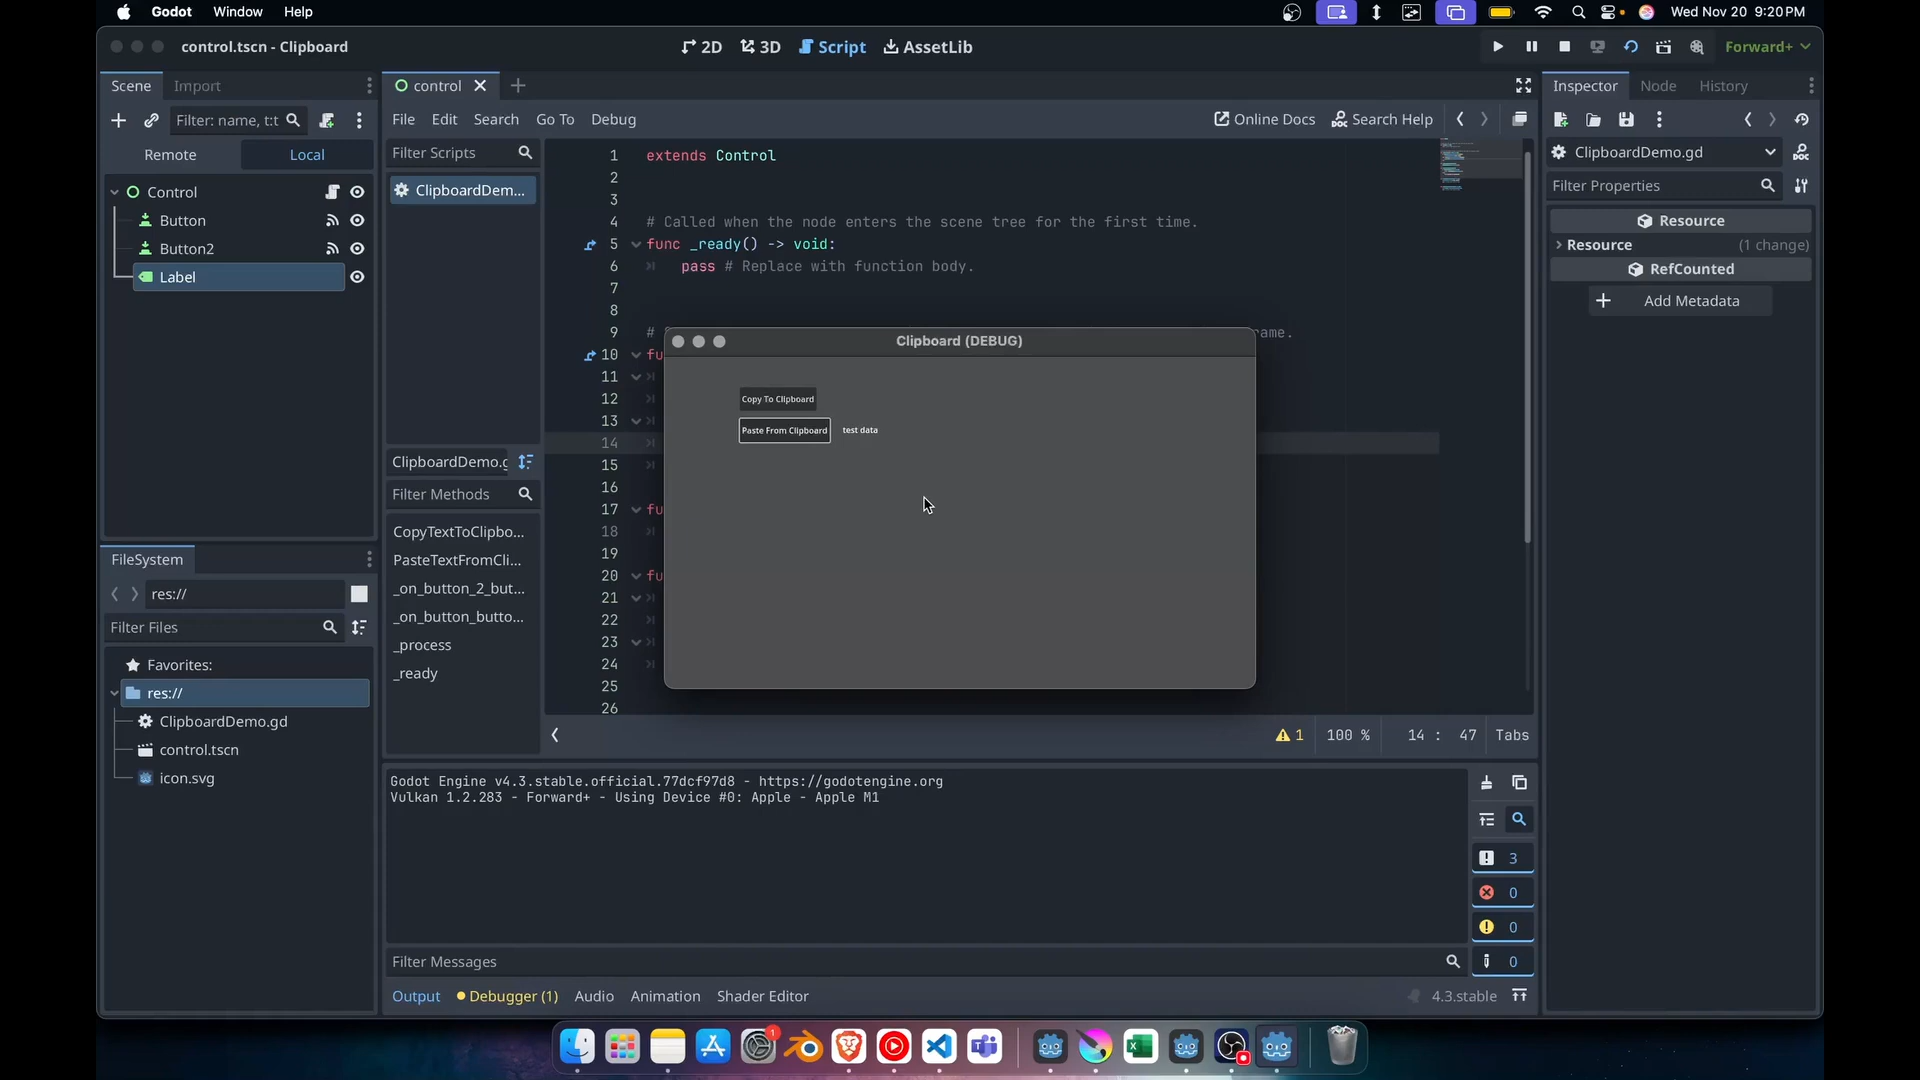 Godot Window Help Wed Nov 20 9:20 PM
control.tscn - Clipboard 2D 3D Script AssetLib Forward+
Scene Import
Filter: name, t:t
Remote Local
Control
Button
Button2
Label
FileSystem
res://
Filter Files
Favorites:
res://
ClipboardDemo.gd
control.tscn
icon.svg
control
File Edit Search Go To Debug Online Docs Search Help
Filter Scripts
ClipboardDem...
ClipboardDemo.g
Filter Methods
CopyTextToClipbo...
PasteTextFromCli...
_on_button_2_but...
_on_button_butto...
_process
_ready
1 extends Control
2
3
4 # Called when the node enters the scene tree for the first time.
5 func _ready() -> void:
6 pass # Replace with function body.
7
8
9 # ame.
10 fu
11
12
13
14
15
16
17 fu
18
19
20 fu
21
22
23
24
25
26
Clipboard (DEBUG)
Copy To Clipboard
Paste From Clipboard test data
1 100 % 14 : 47 Tabs
Godot Engine v4.3.stable.official.77dcf97d8 - https://godotengine.org
Vulkan 1.2.283 - Forward+ - Using Device #0: Apple - Apple M1
3
0
0
0
Filter Messages
Output Debugger (1) Audio Animation Shader Editor 4.3.stable
Inspector Node History
ClipboardDemo.gd
Filter Properties
Resource
Resource (1 change)
RefCounted
Add Metadata
1